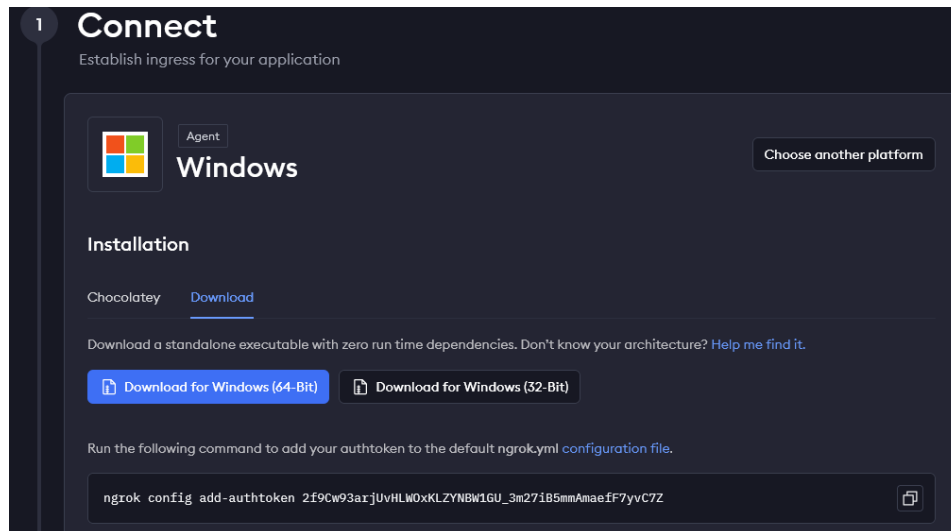 1
Connect
Establish ingress for your application
Agent
Windows
Choose another platform
Installation
Chocolatey Download
Download a standalone executable with zero run time dependencies. Don't know your architecture? Help me find it.
Download for Windows (64-Bit) Download for Windows (32-Bit)
Run the following command to add your authtoken to the default ngrok.yml configuration file.
ngrok config add-authtoken 2f9Cw93arjUvHLWOxKLZYNBW1GU_3m27iB5mmAmaefF7yvC7Z